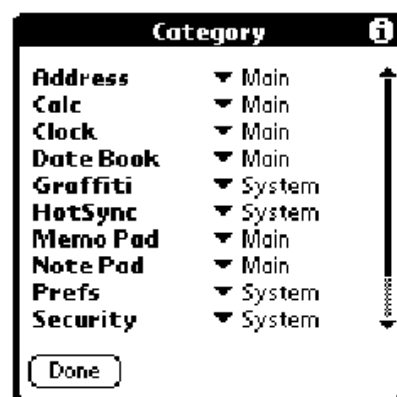 Category
Address Main
Calc Main
Clock Main
Date Book Main
Graffiti System
HotSync System
Memo Pad Main
Note Pad Main
Prefs System
Security System
Done